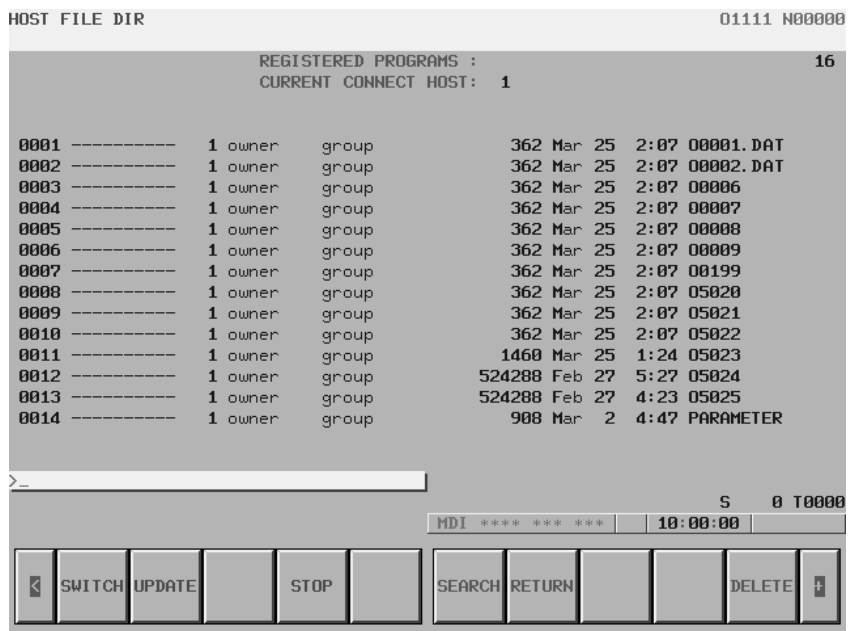 HOST FILE DIR O1111 N00000
REGISTERED PROGRAMS : 16
CURRENT CONNECT HOST: 1
0001 ---------- 1 owner group 362 Mar 25 2:07 O0001.DAT
0002 ---------- 1 owner group 362 Mar 25 2:07 O0002.DAT
0003 ---------- 1 owner group 362 Mar 25 2:07 O0006
0004 ---------- 1 owner group 362 Mar 25 2:07 O0007
0005 ---------- 1 owner group 362 Mar 25 2:07 O0008
0006 ---------- 1 owner group 362 Mar 25 2:07 O0009
0007 ---------- 1 owner group 362 Mar 25 2:07 O0199
0008 ---------- 1 owner group 362 Mar 25 2:07 O5020
0009 ---------- 1 owner group 362 Mar 25 2:07 O5021
0010 ---------- 1 owner group 362 Mar 25 2:07 O5022
0011 ---------- 1 owner group 1460 Mar 25 1:24 O5023
0012 ---------- 1 owner group 524288 Feb 27 5:27 O5024
0013 ---------- 1 owner group 524288 Feb 27 4:23 O5025
0014 ---------- 1 owner group 908 Mar 2 4:47 PARAMETER
>_
S 0 T0000
MDI **** *** *** 10:00:00
< SWITCH UPDATE STOP SEARCH RETURN DELETE +